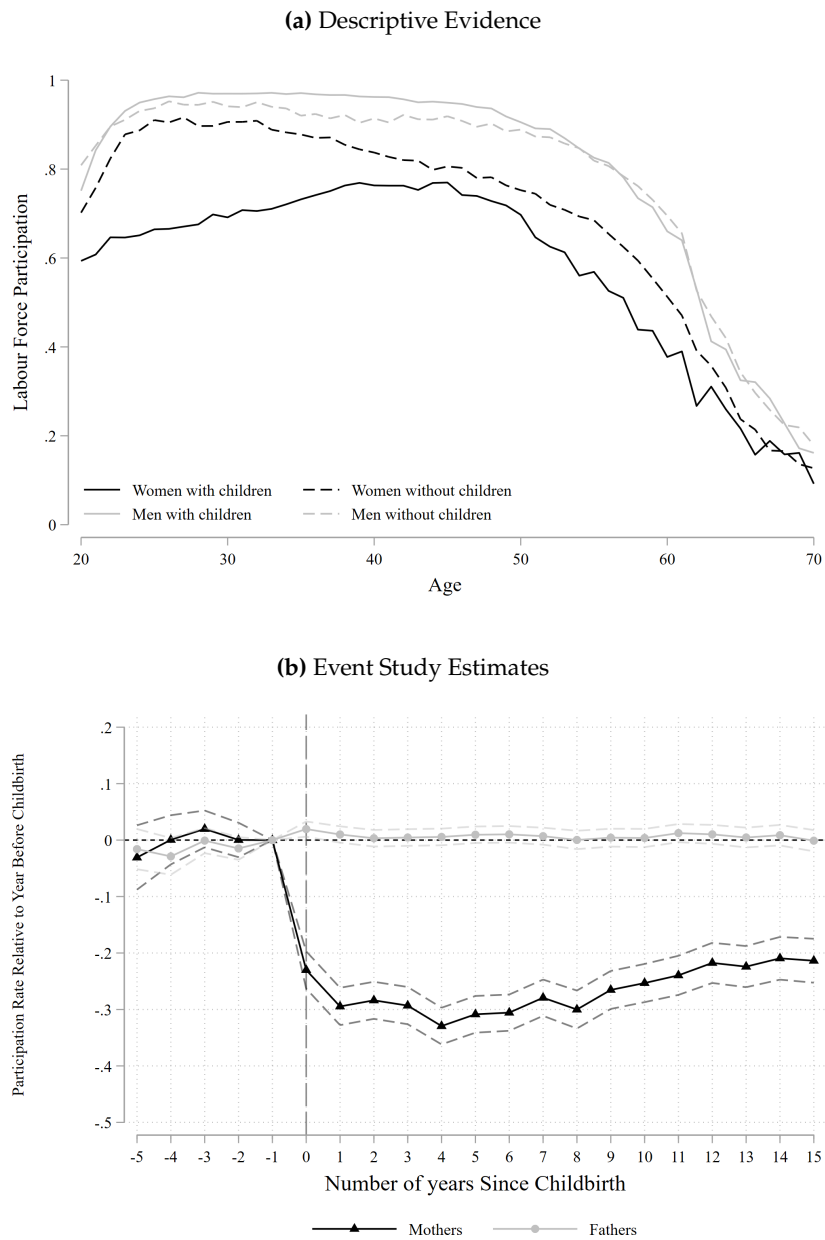 (a) Descriptive Evidence
1
.8
.6
.4
.2
0
Labour Force Participation
Women with children
Women without children
Men with children
Men without children
20 30 40 50 60 70
Age
(b) Event Study Estimates
.2
.1
0
-.1
-.2
-.3
-.4
-.5
Participation Rate Relative to Year Before Childbirth
-5 -4 -3 -2 -1 0 1 2 3 4 5 6 7 8 9 10 11 12 13 14 15
Number of years Since Childbirth
Mothers Fathers